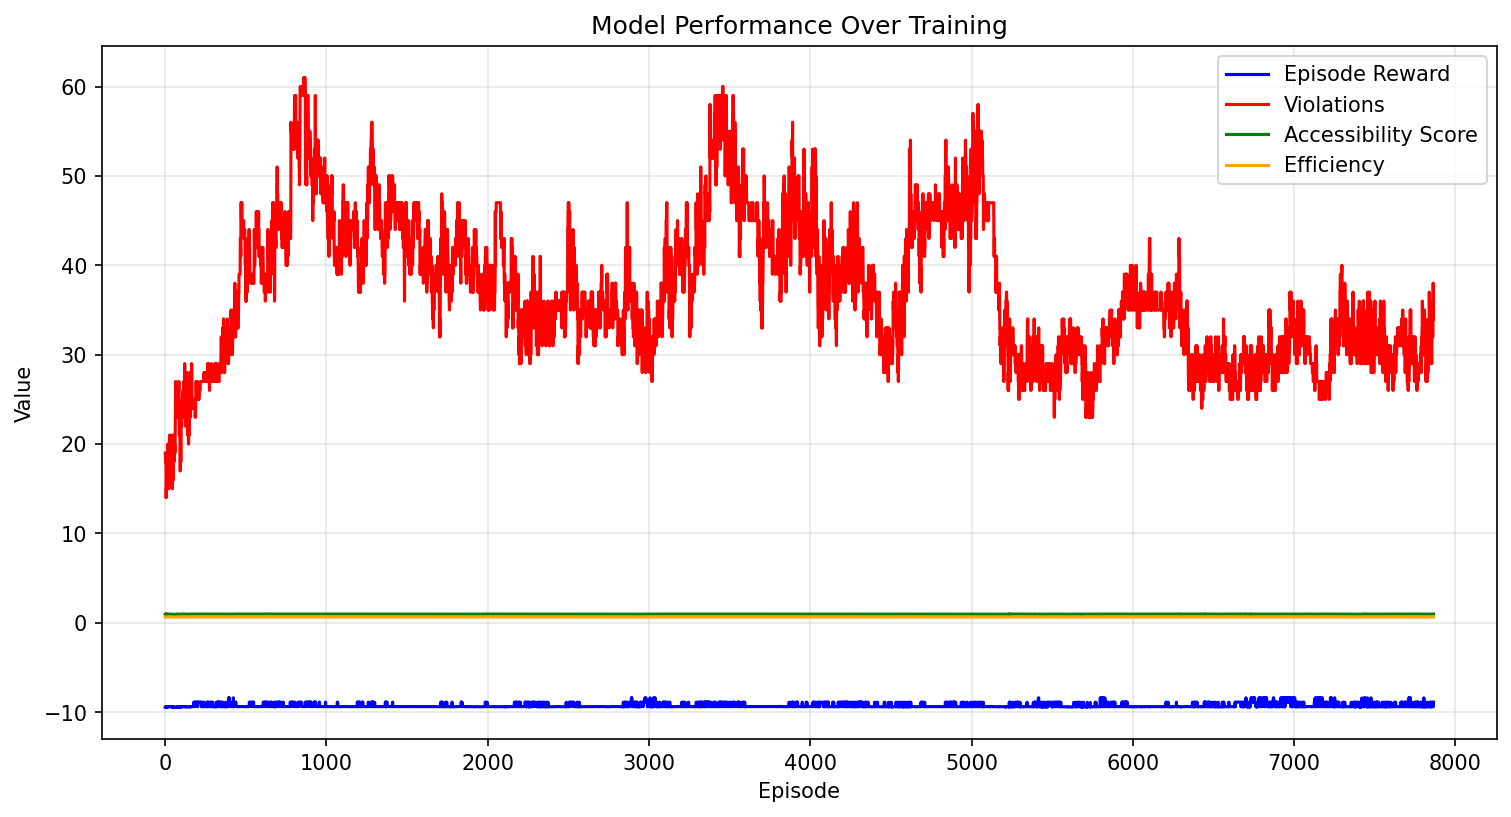 Model Performance Over Training
Episode Reward
Violations
Accessibility Score
Efficiency
Value
60
50
40
30
20
10
0
−10
0 1000 2000 3000 4000 5000 6000 7000 8000
Episode